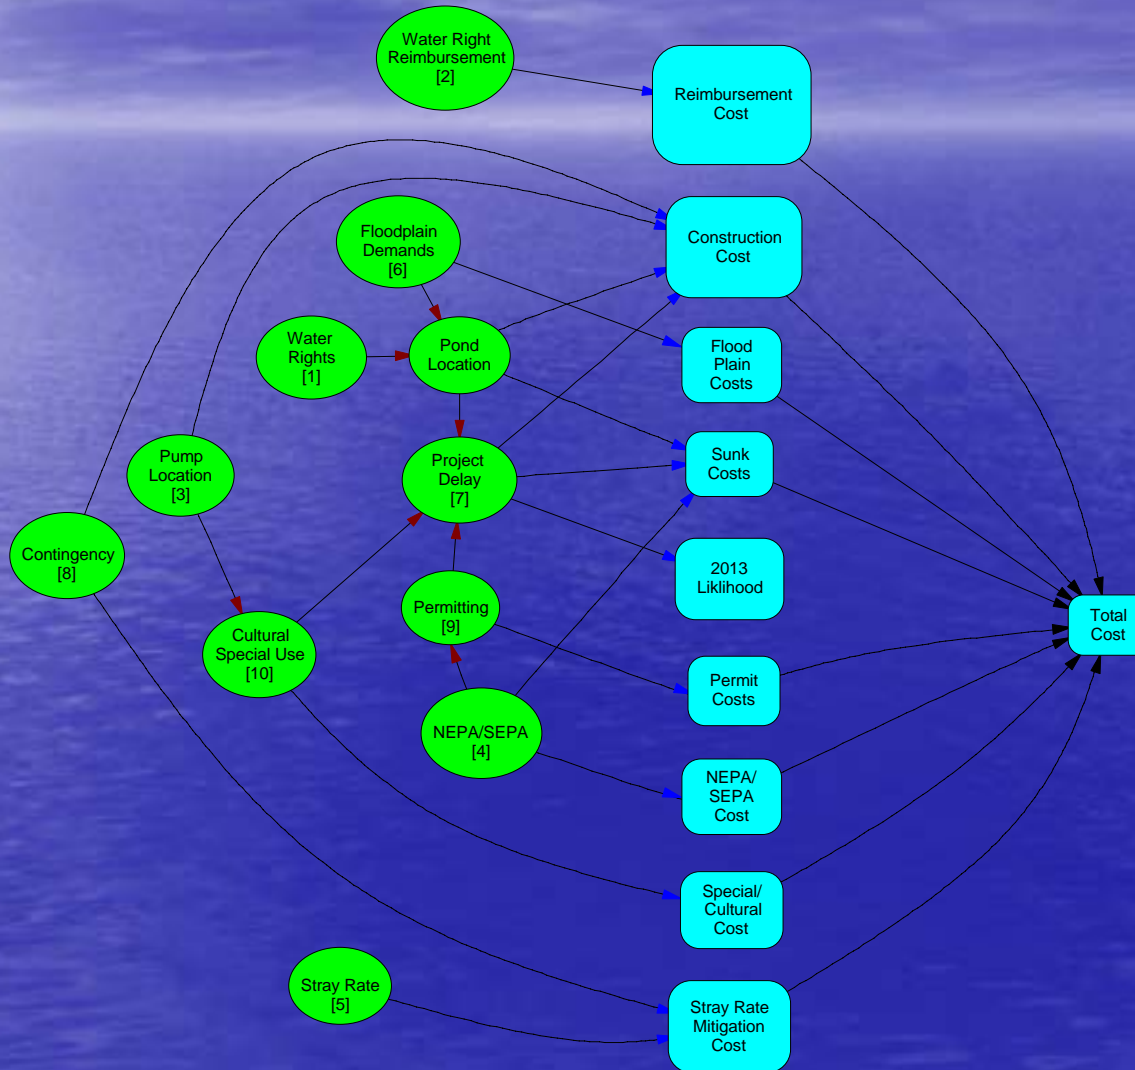 Water Right
Reimbursement
[2]
Reimbursement
Cost
Floodplain
Demands
[6]
Construction
Cost
Water
Rights
[1]
Pond
Location
Flood
Plain
Costs
Pump
Location
[3]
Project
Delay
[7]
Sunk
Costs
Contingency
[8]
2013
Liklihood
Permitting
[9]
Total
Cost
Cultural
Special Use
[10]
Permit
Costs
NEPA/SEPA
[4]
NEPA/
SEPA
Cost
Special/
Cultural
Cost
Stray Rate
[5]
Stray Rate
Mitigation
Cost